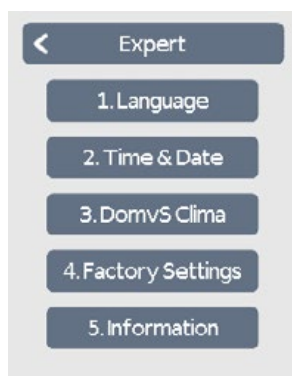 Expert
1. Language
2. Time & Date
3. DomvS Clima
4. Factory Settings
5. Information